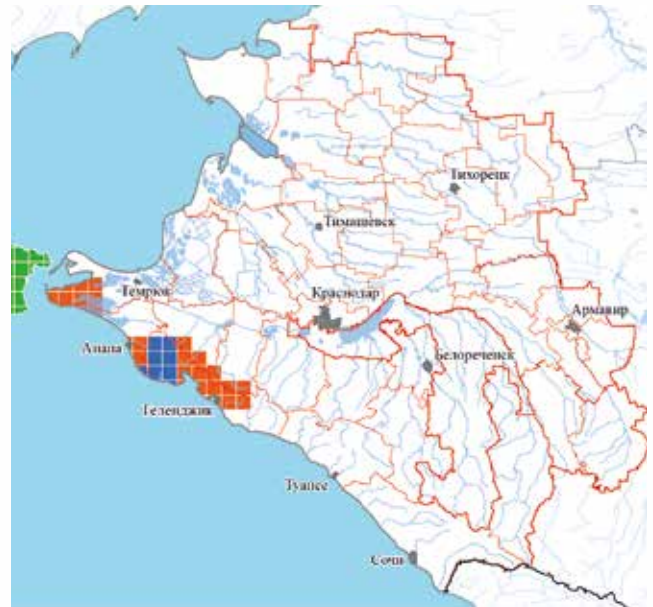 Тихорецк
Тимашевск
Темрюк
Краснодар
Армавир
Анапа
Белореченск
Геленджик
Туапсе
Сочи